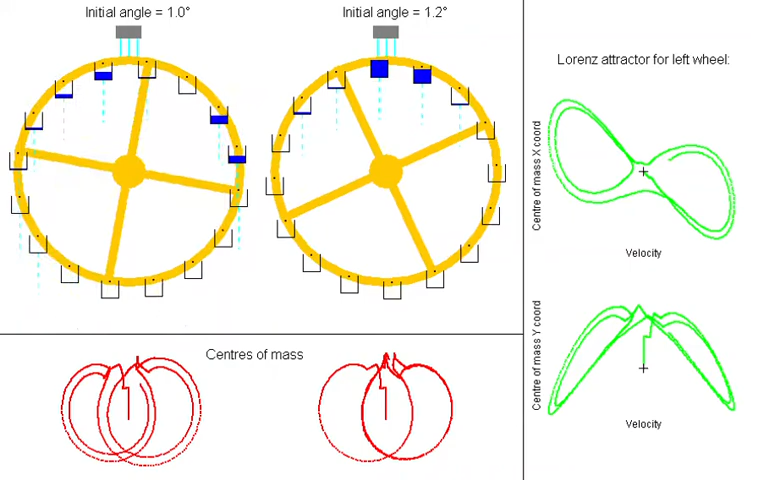 Initial angle = 1.0°
Initial angle = 1.2°
Lorenz attractor for left wheel:
Centre of mass X coord
Velocity
Centre of mass Y coord
Velocity
Centres of mass